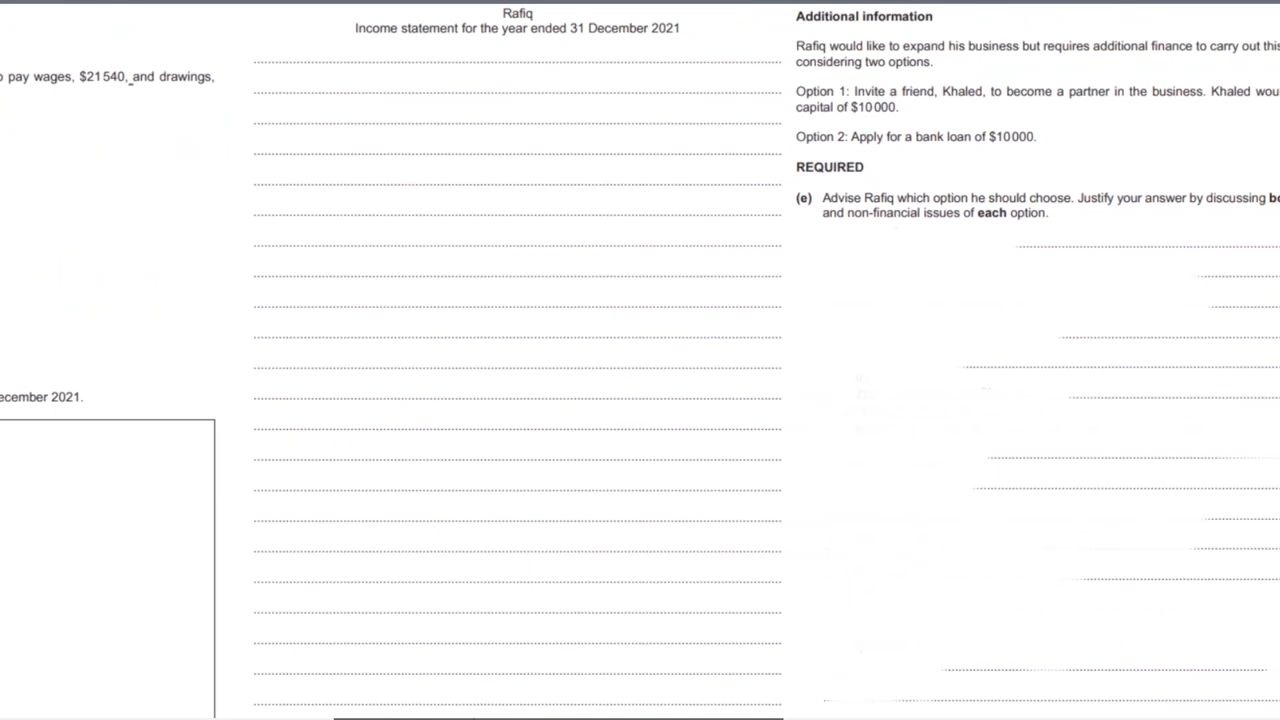 pay wages, $21540, and drawings,
ecember 2021.
Rafiq
Income statement for the year ended 31 December 2021
Additional information
Rafiq would like to expand his business but requires additional finance to carry out this
considering two options.
Option 1: Invite a friend, Khaled, to become a partner in the business. Khaled wou
capital of $10000.
Option 2: Apply for a bank loan of $10000.
REQUIRED
(e) Advise Rafiq which option he should choose. Justify your answer by discussing bo
and non-financial issues of each option.